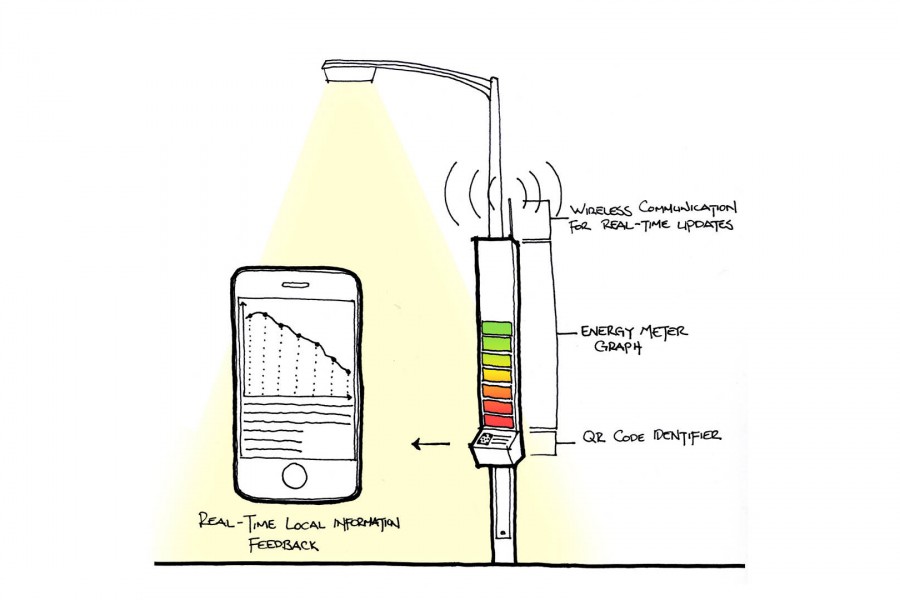 WIRELESS COMMUNICATION
FOR REAL-TIME UPDATES
ENERGY METER
GRAPH
QR CODE IDENTIFIER
REAL-TIME LOCAL INFORMATION
FEEDBACK